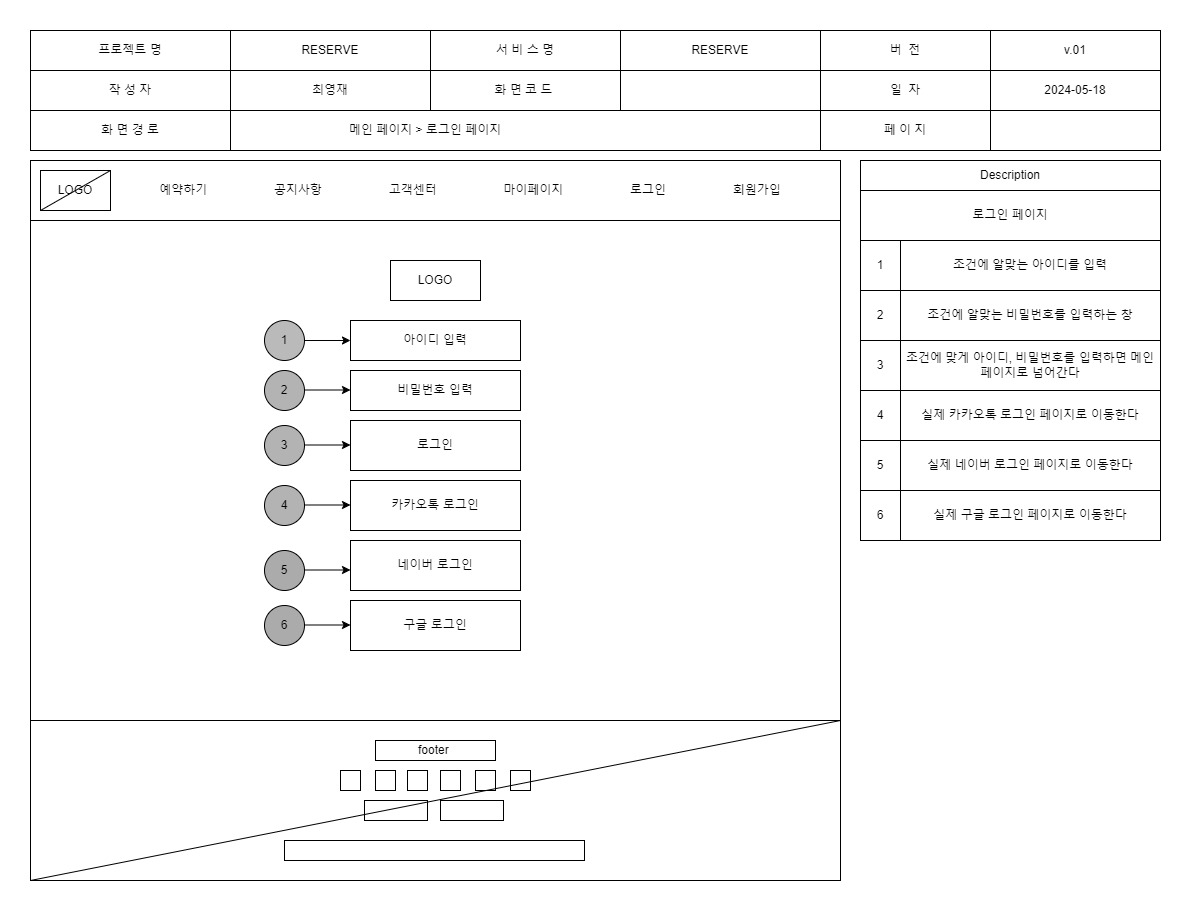 프로젝트 명 RESERVE 서 비 스 명 RESERVE 버 전 v.01
작 성 자 최영재 화 면 코 드 일 자 2024-05-18
화 면 경 로 메인 페이지 > 로그인 페이지 페 이 지
LOGO 예약하기 공지사항 고객센터 마이페이지 로그인 회원가입
LOGO
1 아이디 입력
2 비밀번호 입력
3 로그인
4 카카오톡 로그인
5 네이버 로그인
6 구글 로그인
footer
Description
로그인 페이지
1 조건에 알맞는 아이디를 입력
2 조건에 알맞는 비밀번호를 입력하는 창
3 조건에 맞게 아이디, 비밀번호를 입력하면 메인
페이지로 넘어간다
4 실제 카카오톡 로그인 페이지로 이동한다
5 실제 네이버 로그인 페이지로 이동한다
6 실제 구글 로그인 페이지로 이동한다